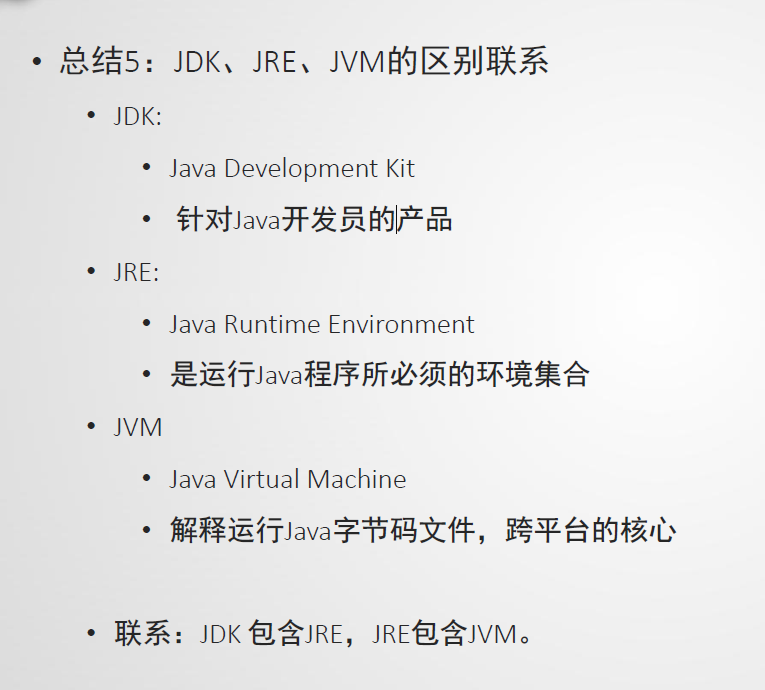 总结5：JDK、JRE、JVM的区别联系
JDK:
Java Development Kit
针对Java开发员的产品
JRE:
Java Runtime Environment
是运行Java程序所必须的环境集合
JVM
Java Virtual Machine
解释运行Java字节码文件，跨平台的核心
联系：JDK 包含JRE，JRE包含JVM。